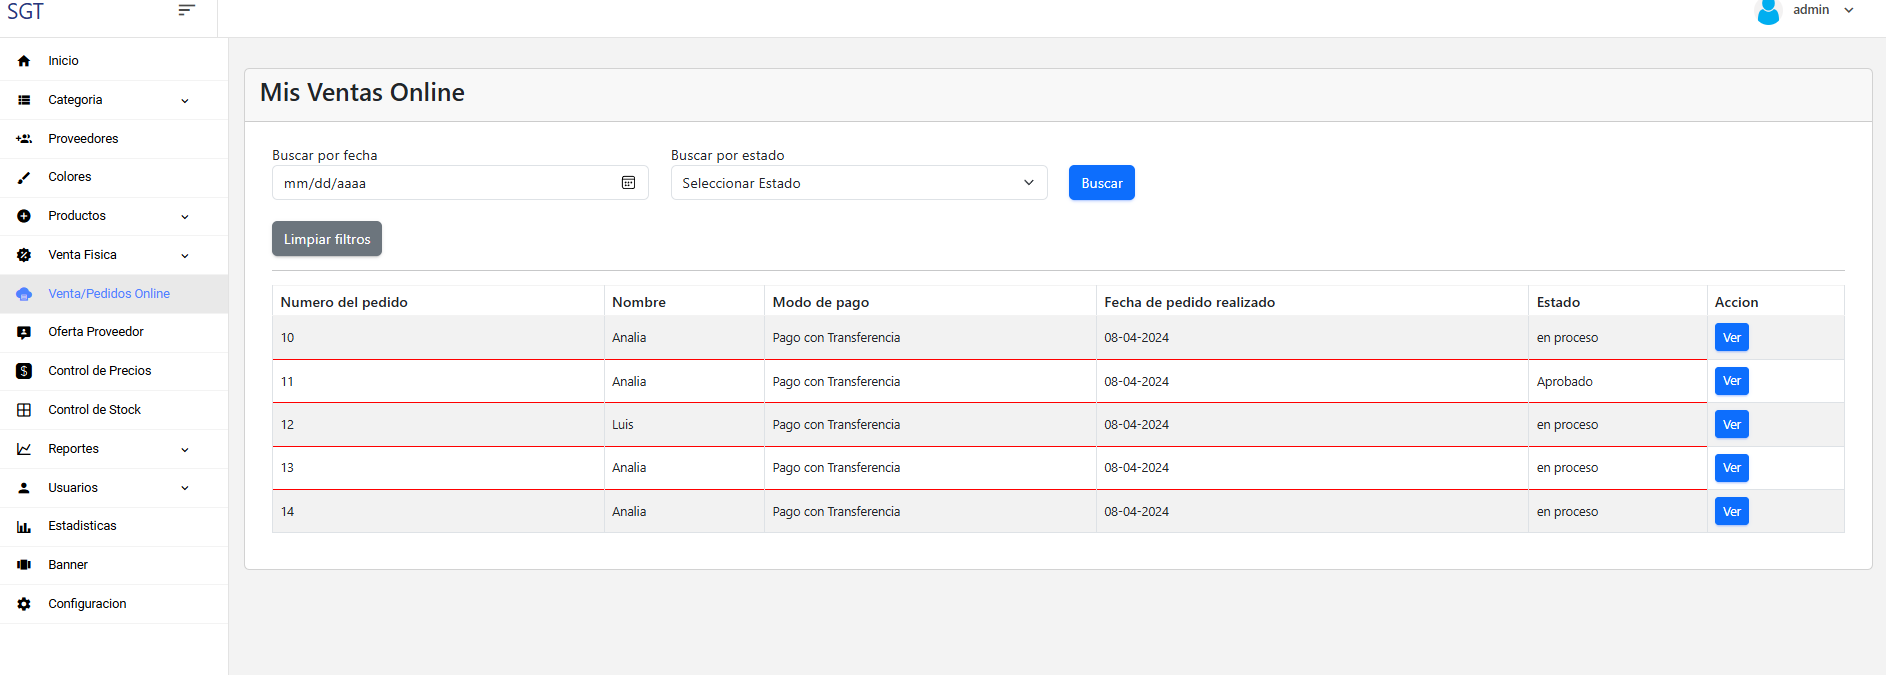 SGT
admin
Inicio
Categoria
Proveedores
Colores
Productos
Venta Fisica
Venta/Pedidos Online
Oferta Proveedor
Control de Precios
Control de Stock
Reportes
Usuarios
Estadisticas
Banner
Configuracion
Mis Ventas Online
Buscar por fecha Buscar por estado
mm/dd/aaaa Seleccionar Estado Buscar
Limpiar filtros
Numero del pedido Nombre Modo de pago Fecha de pedido realizado Estado Accion
10 Analia Pago con Transferencia 08-04-2024 en proceso Ver
11 Analia Pago con Transferencia 08-04-2024 Aprobado Ver
12 Luis Pago con Transferencia 08-04-2024 en proceso Ver
13 Analia Pago con Transferencia 08-04-2024 en proceso Ver
14 Analia Pago con Transferencia 08-04-2024 en proceso Ver